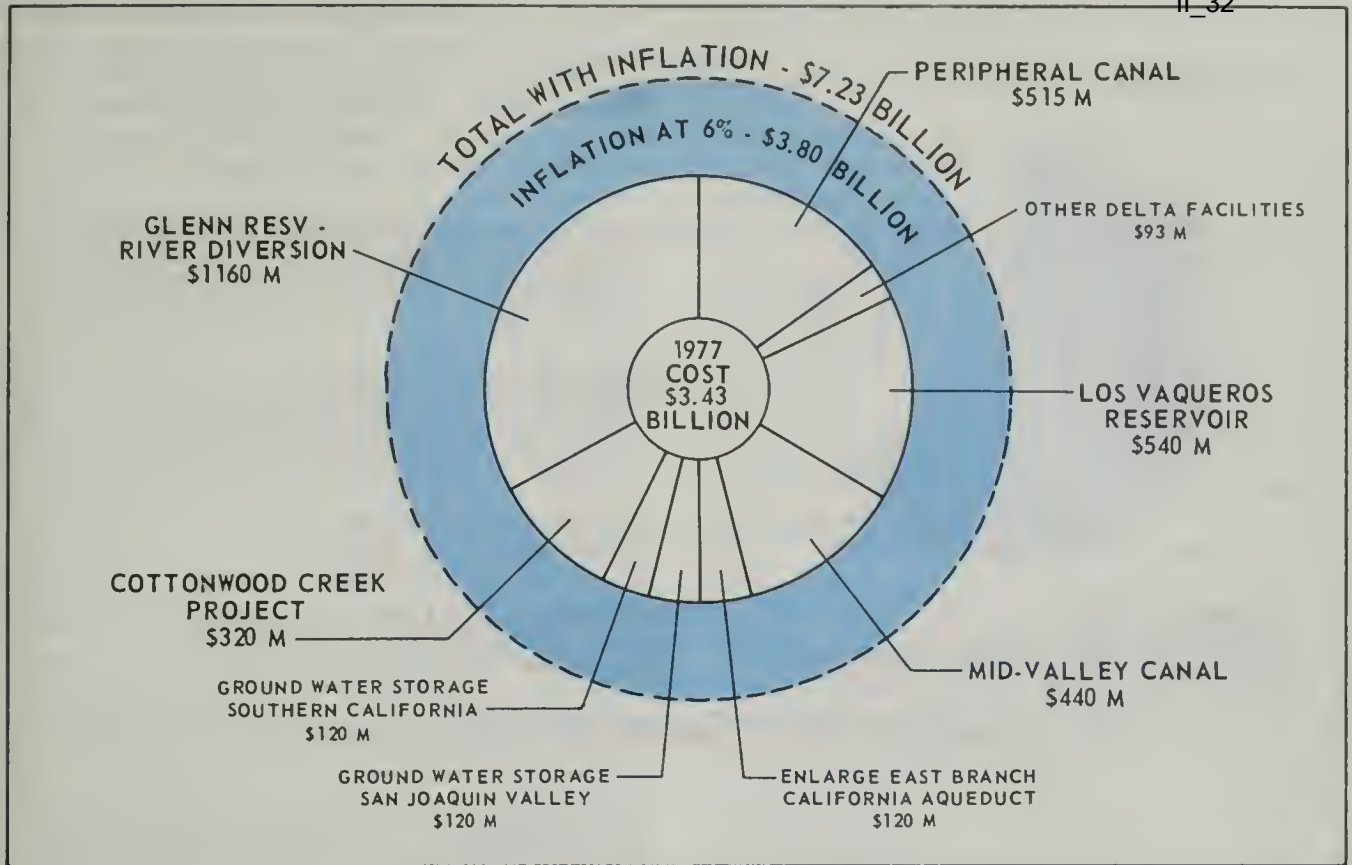 II_32
TOTAL WITH INFLATION - $7.23 BILLION
INFLATION AT 6% - $3.80 BILLION
PERIPHERAL CANAL
$515 M
OTHER DELTA FACILITIES
$93 M
GLENN RESV -
RIVER DIVERSION
$1160 M
1977
COST
$3.43
BILLION
LOS VAQUEROS
RESERVOIR
$540 M
COTTONWOOD CREEK
PROJECT
$320 M
MID-VALLEY CANAL
$440 M
GROUND WATER STORAGE
SOUTHERN CALIFORNIA
$120 M
GROUND WATER STORAGE
SAN JOAQUIN VALLEY
$120 M
ENLARGE EAST BRANCH
CALIFORNIA AQUEDUCT
$120 M